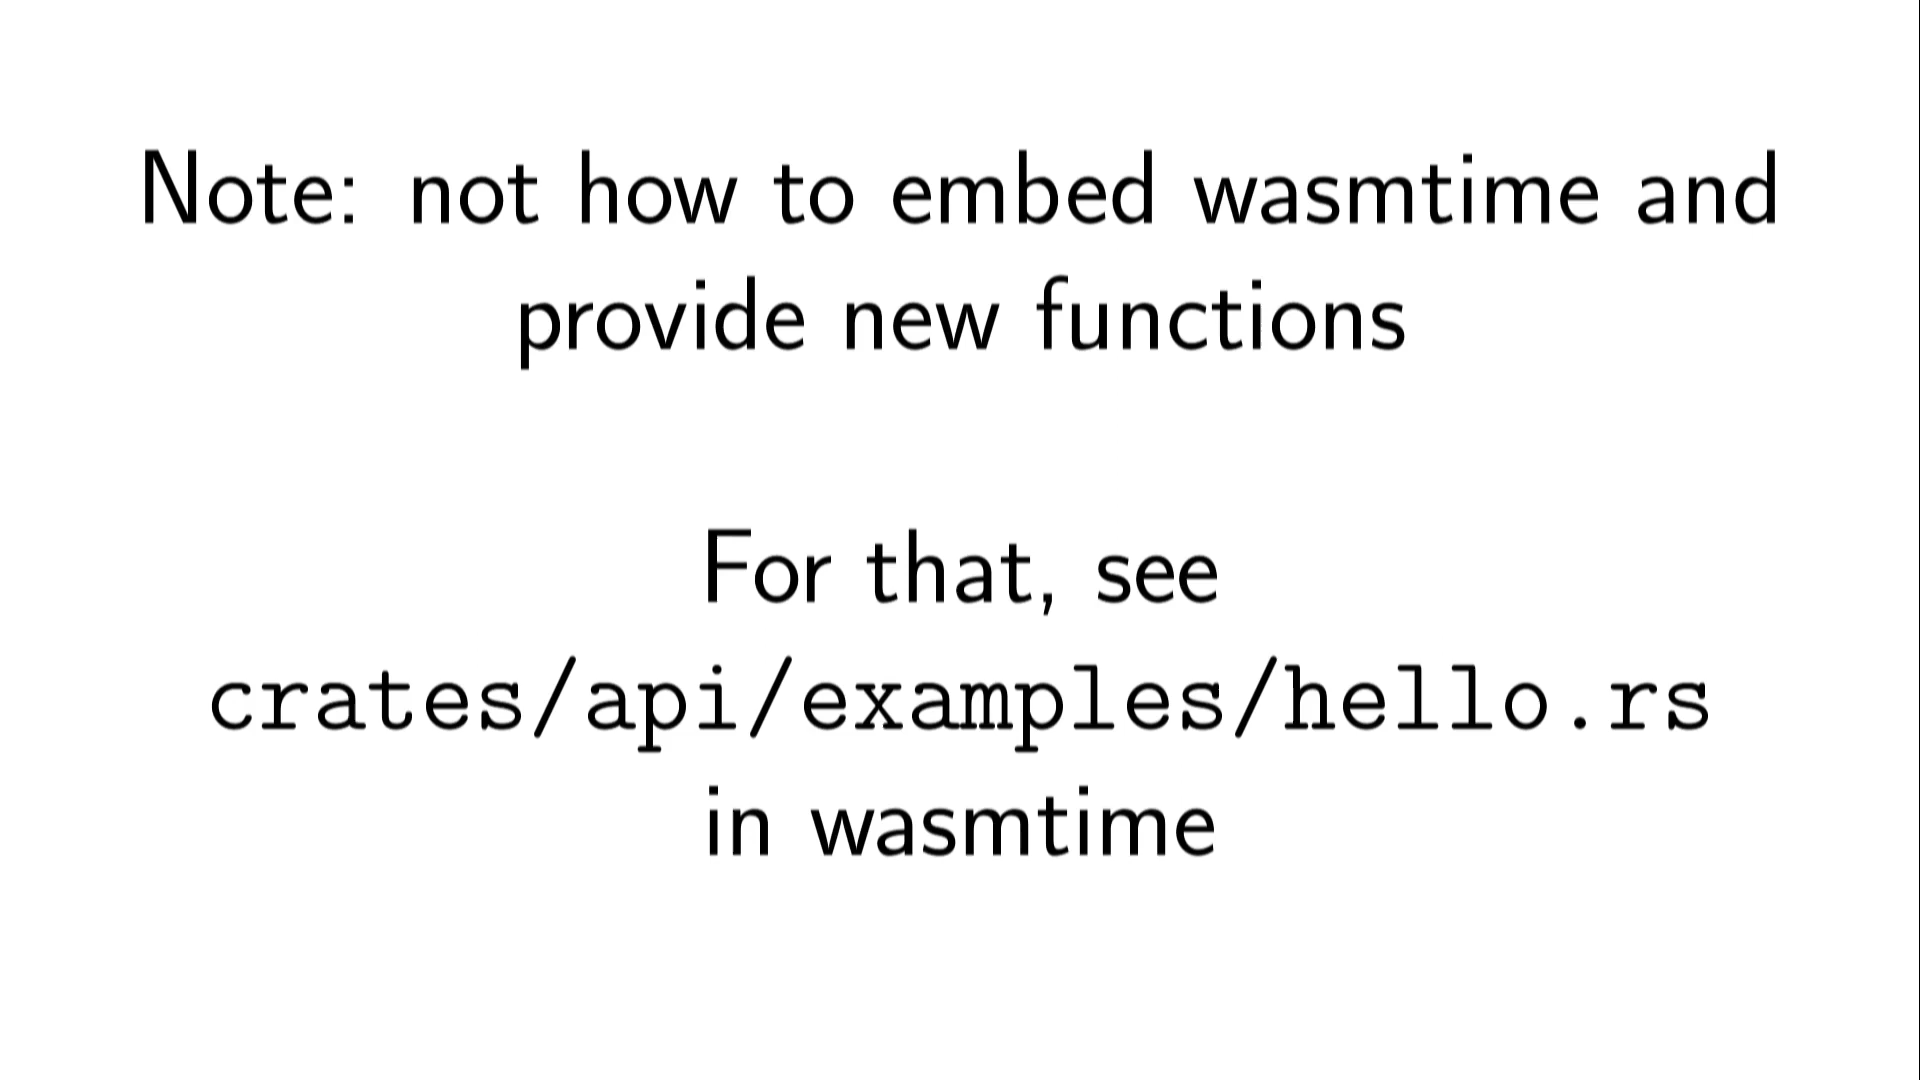 Note: not how to embed wasmtime and
provide new functions
For that, see
crates/api/examples/hello.rs
in wasmtime